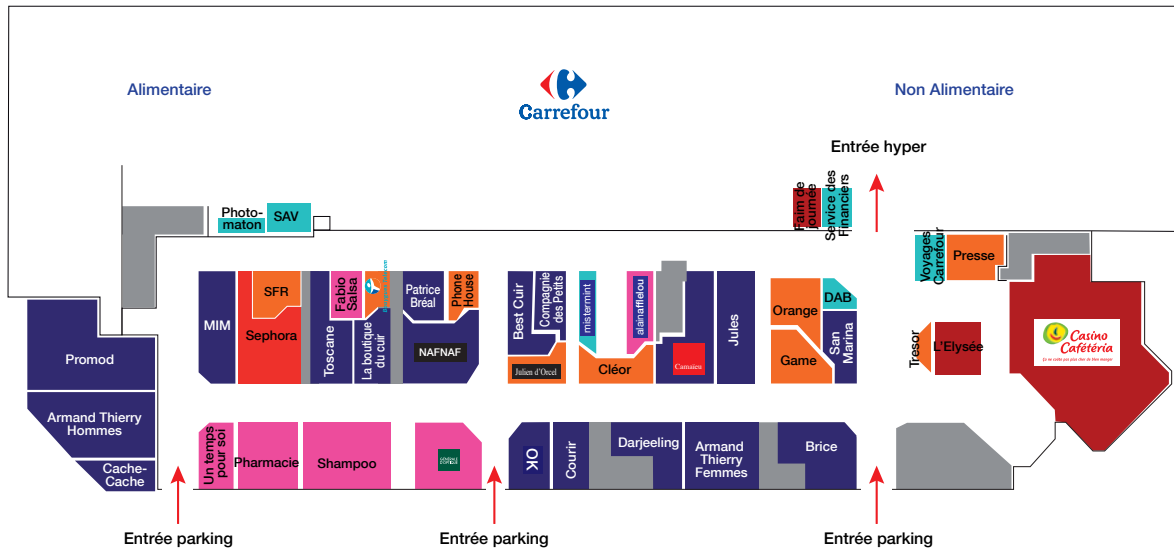 Alimentaire
Carrefour
Non Alimentaire
Entrée hyper
Faim de
journée
Service des
Financiers
Photo-
maton
SAV
Voyages
Carrefour
Presse
MIM
SFR
Sephora
Toscane
Fabio
Salsa
La boutique
du cuir
Patrice
Bréal
Phone
House
NAFNAF
Best Cuir
Compagnie
des Petits
Julien d'Orcel
mistermint
Cléor
alainafflelou
Camaïeu
Jules
Orange
DAB
Game
San
Marina
Tresor
L'Elysée
Casino
Cafétéria
Promod
Armand Thierry
Hommes
Cache-
Cache
Un temps
pour soi
Pharmacie
Shampoo
GÉNÉRALE
D'OPTIQUE
OK
Courir
Darjeeling
Armand
Thierry
Femmes
Brice
Entrée parking
Entrée parking
Entrée parking